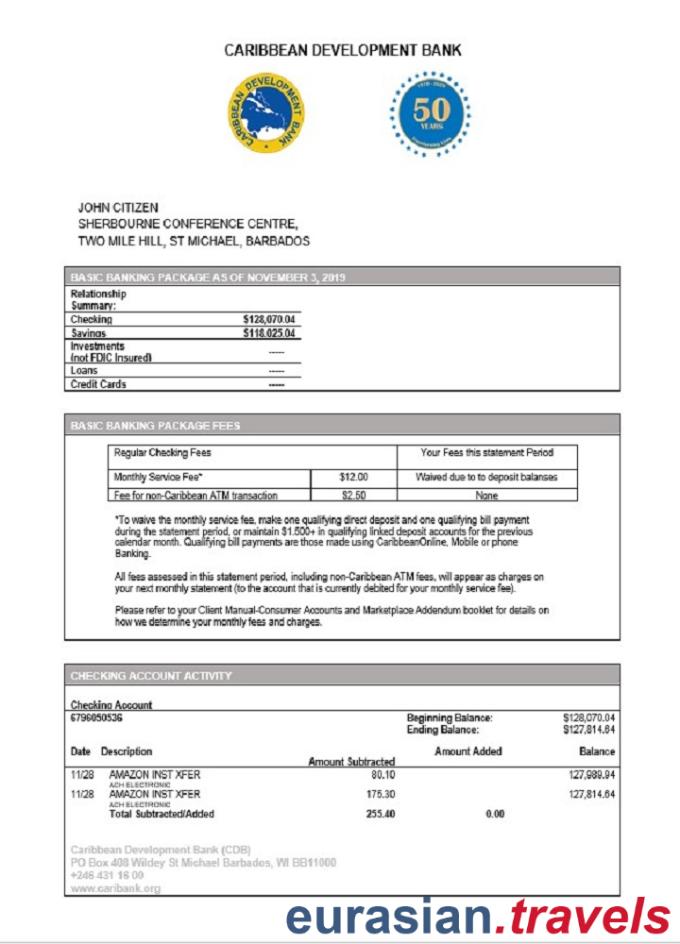 CARIBBEAN DEVELOPMENT BANK
CARIBBEAN DEVELOPMENT BANK
1970 - 2020
50
YEARS
JOHN CITIZEN
SHERBOURNE CONFERENCE CENTRE,
TWO MILE HILL, ST MICHAEL, BARBADOS
BASIC BANKING PACKAGE AS OF NOVEMBER 3, 2019
Relationship
Summary:
Checking $128,070.04
Savings $118.025.04
Investments
(not FDIC Insured) -----
Loans -----
Credit Cards -----
BASIC BANKING PACKAGE FEES
Regular Checking Fees Your Fees this statement Period
Monthly Service Fee* $12.00 Waived due to to deposit balanses
Fee for non-Caribbean ATM transaction $2.50 None
*To waive the monthly service fee, make one qualifying direct deposit and one qualifying bill payment
during the statement period, or maintain $1.500+ in qualifying linked deposit accounts for the previous
calendar month. Qualifying bill payments are those made using CaribbeanOnline, Mobile or phone
Banking.
All fees assessed in this statement period, including non-Caribbean ATM fees, will appear as charges on
your next monthly statement (to the account that is currently debited for your monthly service fee).
Please refer to your Client Manual-Consumer Accounts and Marketplace Addendum booklet for details on
how we determine your monthly fees and charges.
CHECKING ACCOUNT ACTIVITY
Checking Account
6796050536 Beginning Balance: $128,070.04
Ending Balance: $127,814.64
Date Description Amount Subtracted Amount Added Balance
11/28 AMAZON INST XFER 80.10 127,989.94
ACH ELECTRONIC
11/28 AMAZON INST XFER 175.30 127,814.64
ACH ELECTRONIC
Total Subtracted/Added 255.40 0.00
Caribbean Development Bank (CDB)
PO Box 408 Wildey St Michael Barbados, WI BB11000
+246 431 16 00
www.caribank.org
eurasian.travels